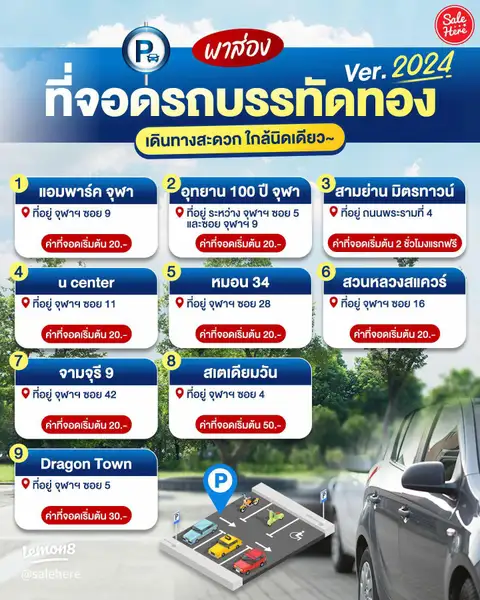 Sale Here
P
พาส่อง
Ver. 2024
ที่จอดรถบรรทัดทอง
เดินทางสะดวก ใกล้นิดเดียว~
1
แอมพาร์ค จุฬา
ที่อยู่ จุฬาฯ ซอย 9
ค่าที่จอดเริ่มต้น 20.-
2
อุทยาน 100 ปี จุฬา
ที่อยู่ ระหว่าง จุฬาฯ ซอย 5
และซอย จุฬาฯ 9
ค่าที่จอดเริ่มต้น 20.-
3
สามย่าน มิตรทาวน์
ที่อยู่ ถนนพระรามที่ 4
ค่าที่จอดเริ่มต้น 2 ชั่วโมงแรกฟรี
4
u center
ที่อยู่ จุฬาฯ ซอย 11
ค่าที่จอดเริ่มต้น 20.-
5
หมอน 34
ที่อยู่ จุฬาฯ ซอย 28
ค่าที่จอดเริ่มต้น 20.-
6
สวนหลวงสแควร์
ที่อยู่ จุฬาฯ ซอย 16
ค่าที่จอดเริ่มต้น 20.-
7
จามจุรี 9
ที่อยู่ จุฬาฯ ซอย 42
ค่าที่จอดเริ่มต้น 20.-
8
สเตเดียมวัน
ที่อยู่ จุฬาฯ ซอย 4
ค่าที่จอดเริ่มต้น 50.-
9
Dragon Town
ที่อยู่ จุฬาฯ ซอย 5
ค่าที่จอดเริ่มต้น 30.-
P
lemon8
@salehere